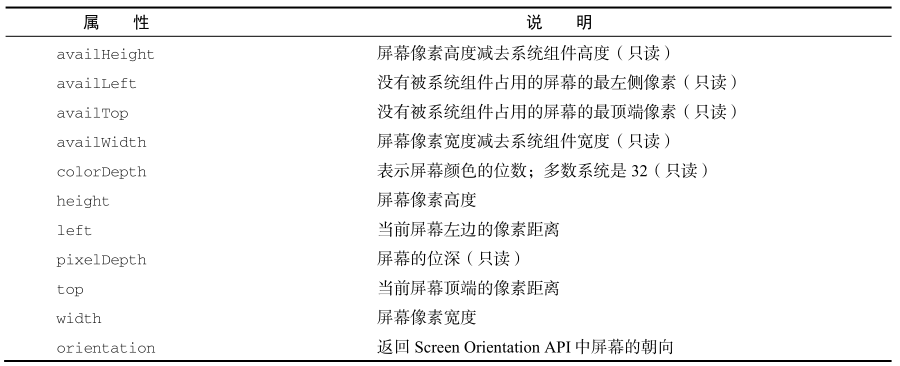 属 性 说 明
availHeight 屏幕像素高度减去系统组件高度（只读）
availLeft 没有被系统组件占用的屏幕的最左侧像素（只读）
availTop 没有被系统组件占用的屏幕的最顶端像素（只读）
availWidth 屏幕像素宽度减去系统组件宽度（只读）
colorDepth 表示屏幕颜色的位数；多数系统是 32（只读）
height 屏幕像素高度
left 当前屏幕左边的像素距离
pixelDepth 屏幕的位深（只读）
top 当前屏幕顶端的像素距离
width 屏幕像素宽度
orientation 返回 Screen Orientation API 中屏幕的朝向